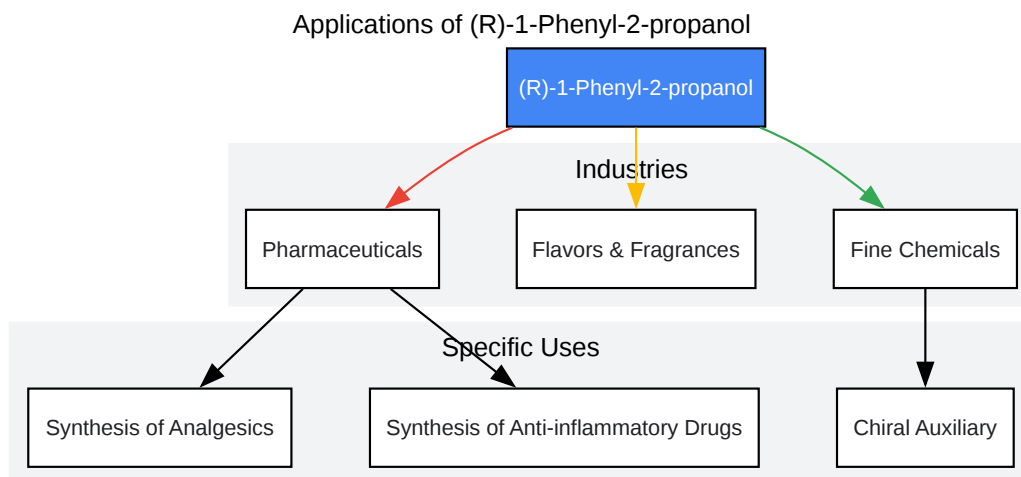 Applications of (R)-1-Phenyl-2-propanol
(R)-1-Phenyl-2-propanol
Industries
Pharmaceuticals
Flavors & Fragrances
Fine Chemicals
Specific Uses
Synthesis of Analgesics
Synthesis of Anti-inflammatory Drugs
Chiral Auxiliary